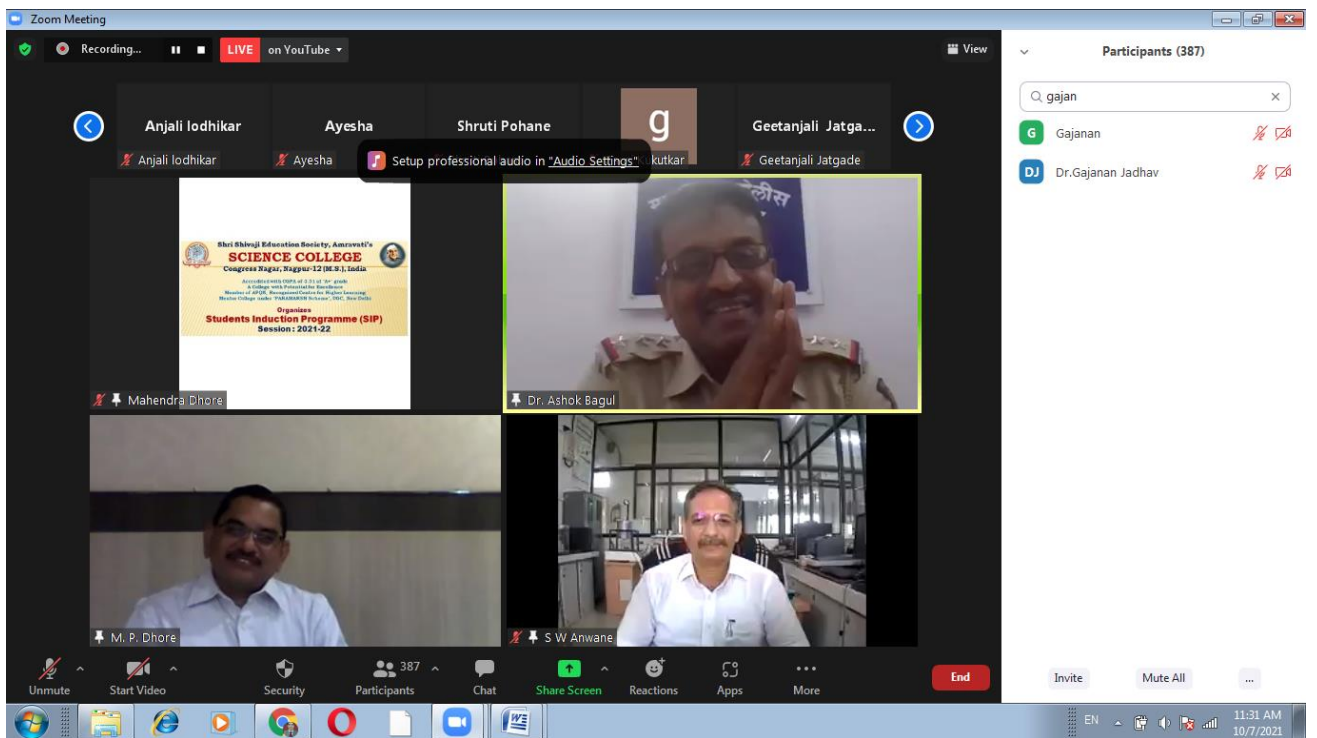 Zoom Meeting
Recording...
LIVE on YouTube
View
Participants (387)
gajan
G Gajanan
DJ Dr.Gajanan Jadhav
Anjali lodhikar
Ayesha
Shruti Pohane
g
Geetanjali Jatga...
Anjali lodhikar
Ayesha
Setup professional audio in "Audio Settings"
kutkar
Geetanjali Jatgade
Shri Shivaji Education Society, Amravati's
SCIENCE COLLEGE
Congress Nagar, Nagpur-12 (M.S.), India
Organizes
Students Induction Programme (SIP)
Session : 2021-22
Mahendra Dhore
Dr. Ashok Bagul
M. P. Dhore
S W Anwane
Unmute
Start Video
Security
387
Participants
Chat
Share Screen
Reactions
Apps
More
End
Invite
Mute All
...
EN
11:31 AM
10/7/2021